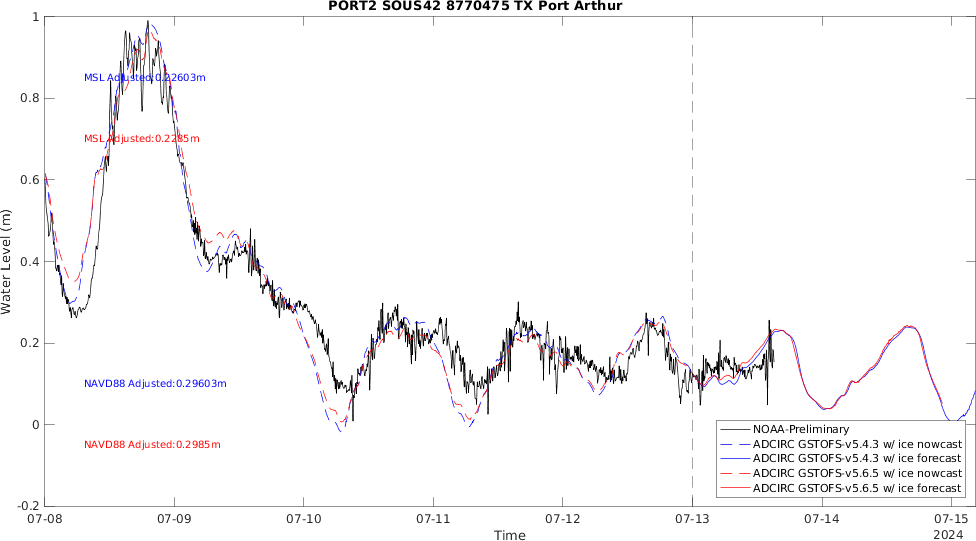 PORT2 SOUS42 8770475 TX Port Arthur
1
MSL Adjusted:0.22603m
0.8
MSL Adjusted:0.2285m
0.6
Water Level (m)
0.4
0.2
NAVD88 Adjusted:0.29603m
0
NAVD88 Adjusted:0.2985m
NOAA-Preliminary
ADCIRC GSTOFS-v5.4.3 w/ ice nowcast
ADCIRC GSTOFS-v5.4.3 w/ ice forecast
ADCIRC GSTOFS-v5.6.5 w/ ice nowcast
ADCIRC GSTOFS-v5.6.5 w/ ice forecast
-0.2
07-08 07-09 07-10 07-11 07-12 07-13 07-14 07-15
Time
2024